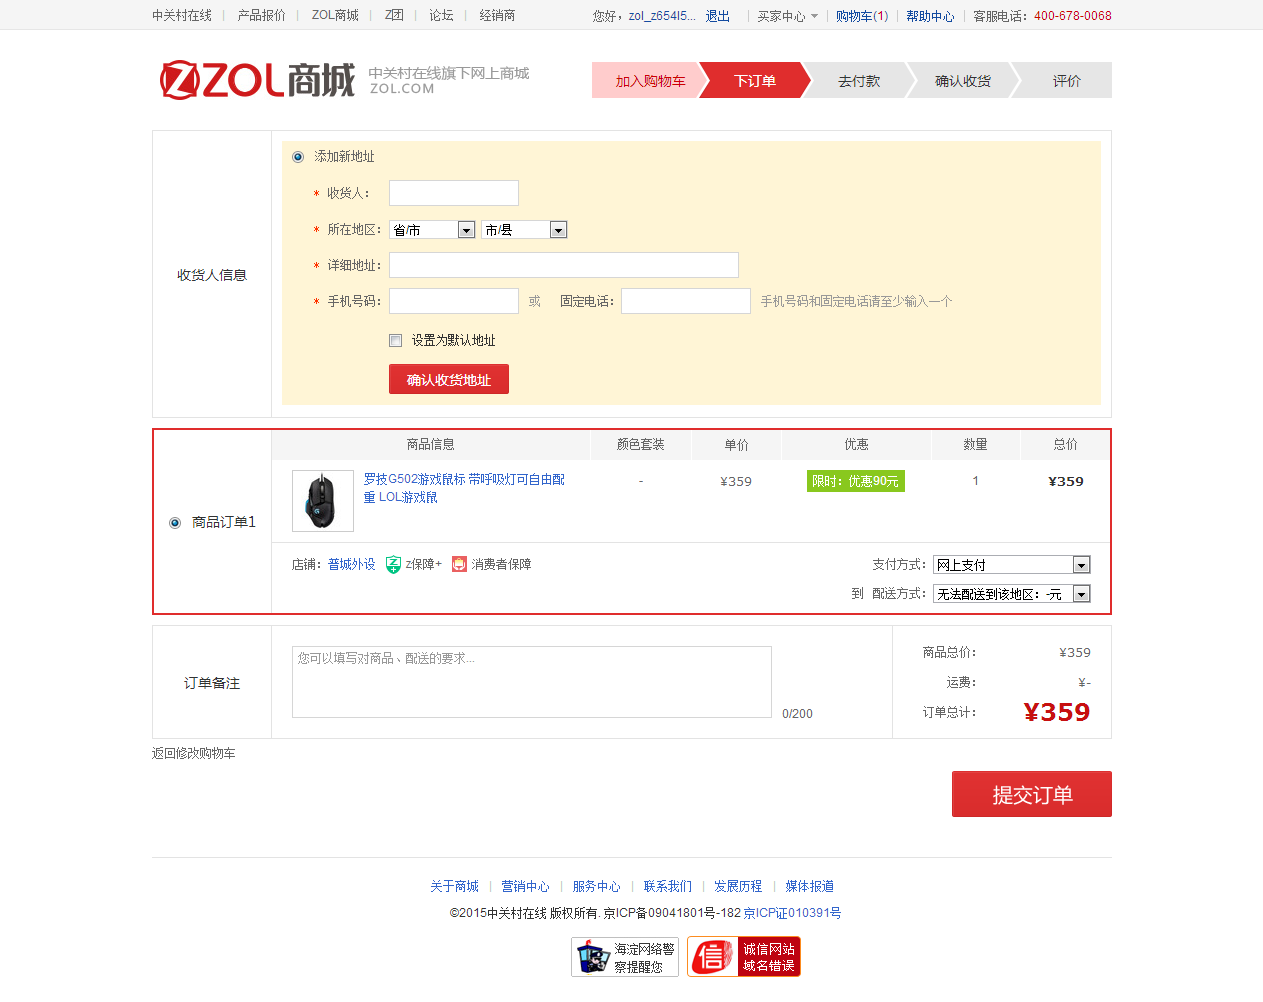 中关村在线 产品报价 ZOL商城 Z团 论坛 经销商 您好，zol_z654l5... 退出 买家中心 购物车(1) 帮助中心 客服电话：400-678-0068
ZOL商城 中关村在线旗下网上商城
ZOL.COM
加入购物车 下订单 去付款 确认收货 评价
收货人信息
添加新地址
* 收货人：
* 所在地区： 省/市 市/县
* 详细地址：
* 手机号码： 或 固定电话： 手机号码和固定电话请至少输入一个
设置为默认地址
确认收货地址
商品订单1
商品信息 颜色套装 单价 优惠 数量 总价
罗技G502游戏鼠标 带呼吸灯可自由配
重 LOL游戏鼠
- ¥359 限时：优惠90元 1 ¥359
店铺：普城外设 z保障+ 消费者保障 支付方式： 网上支付
到 配送方式： 无法配送到该地区：-元
订单备注
您可以填写对商品、配送的要求...
0/200
商品总价： ¥359
运费： ¥-
订单总计： ¥359
返回修改购物车
提交订单
关于商城 营销中心 服务中心 联系我们 发展历程 媒体报道
©2015中关村在线 版权所有. 京ICP备09041801号-182 京ICP证010391号
海淀网络警
察提醒您
信 诚信网站
域名错误